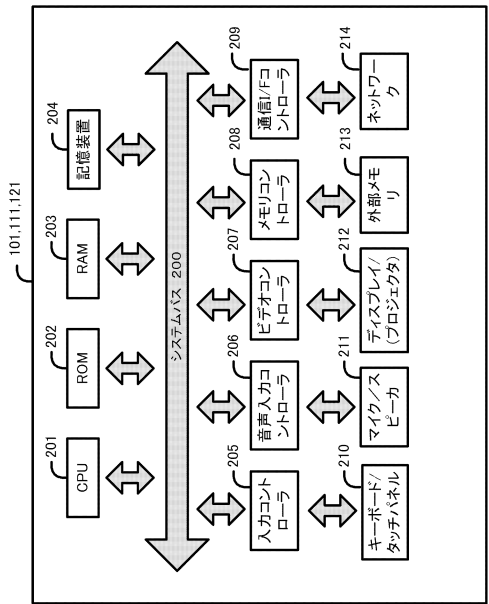 101,111,121
201
202
203
204
CPU
ROM
RAM
記憶装置
システムバス 200
205
206
207
208
209
入力コント
ローラ
音声入力コ
ントローラ
ビデオコン
トローラ
メモリコン
トローラ
通信I/Fコ
ントローラ
210
211
212
213
214
キーボード/
タッチパネル
マイク/ス
ピーカ
ディスプレイ/
(プロジェクタ)
外部メモ
リ
ネットワー
ク